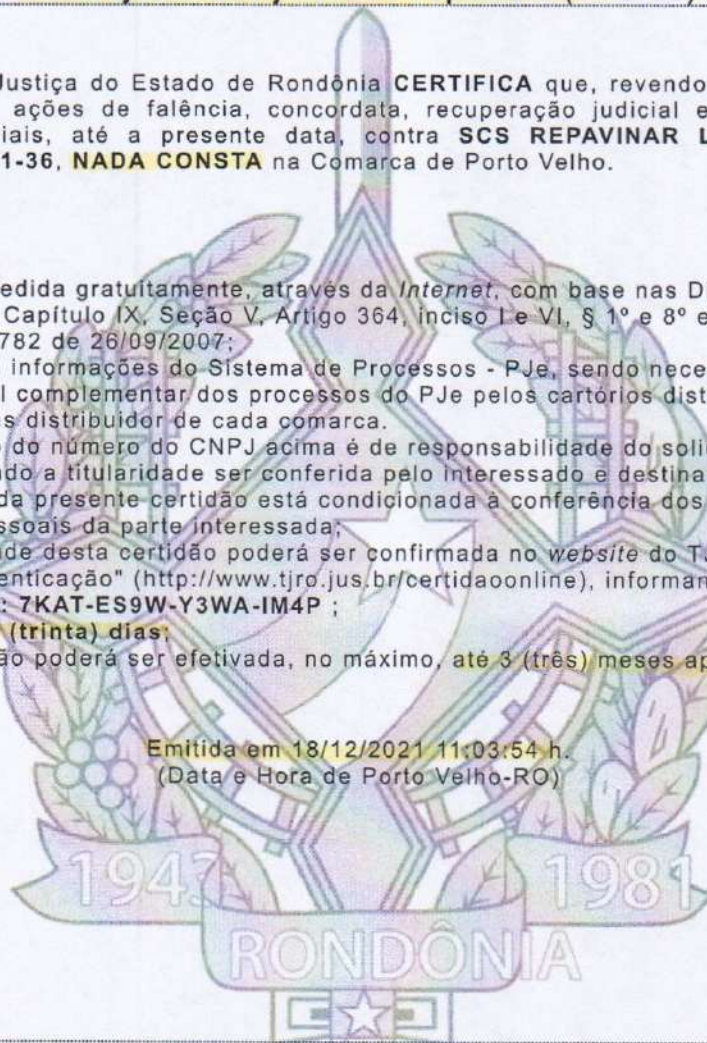 Justiça do Estado de Rondônia CERTIFICA que, revendo
ações de falência, concordata, recuperação judicial e
iais, até a presente data, contra SCS REPAVINAR L
1-36, NADA CONSTA na Comarca de Porto Velho.
edida gratuitamente, através da Internet, com base nas DI
Capítulo IX, Seção V, Artigo 364, inciso I e VI, § 1º e 8º e
782 de 26/09/2007;
informações do Sistema de Processos - PJe, sendo nece
l complementar dos processos do PJe pelos cartórios dist
s distribuidor de cada comarca.
o do número do CNPJ acima é de responsabilidade do soli
ndo a titularidade ser conferida pelo interessado e destina
da presente certidão está condicionada à conferência dos
ssoais da parte interessada;
ade desta certidão poderá ser confirmada no website do TJ
enticação" (http://www.tjro.jus.br/certidaoonline), informan
: 7KAT-ES9W-Y3WA-IM4P ;
(trinta) dias;
ão poderá ser efetivada, no máximo, até 3 (três) meses ap
Emitida em 18/12/2021 11:03:54 h.
(Data e Hora de Porto Velho-RO)
1943
1981
RONDÔNIA